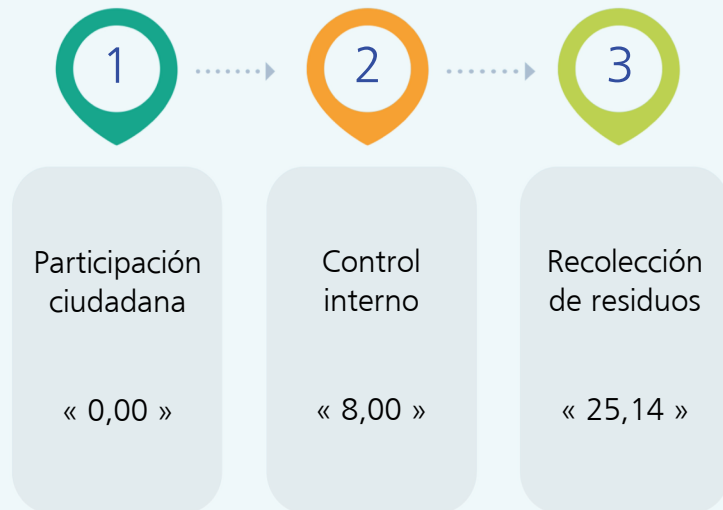 1
2
3
Participación
ciudadana
« 0,00 »
Control
interno
« 8,00 »
Recolección
de residuos
« 25,14 »